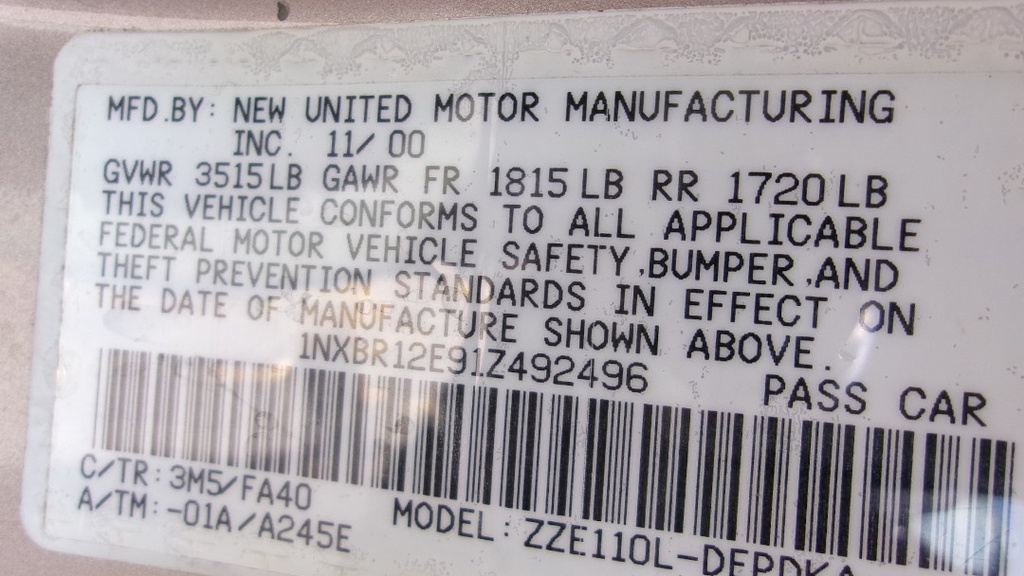 MFD.BY: NEW UNITED MOTOR MANUFACTURING
INC. 11/00
GVWR 3515LB GAWR FR 1815LB RR 1720LB
THIS VEHICLE CONFORMS TO ALL APPLICABLE
FEDERAL MOTOR VEHICLE SAFETY,BUMPER,AND
THEFT PREVENTION STANDARDS IN EFFECT ON
THE DATE OF MANUFACTURE SHOWN ABOVE.
1NXBR12E91Z492496 PASS CAR
C/TR:3M5/FA40
A/TM:-01A/A245E MODEL:ZZE110L-DEPDKA